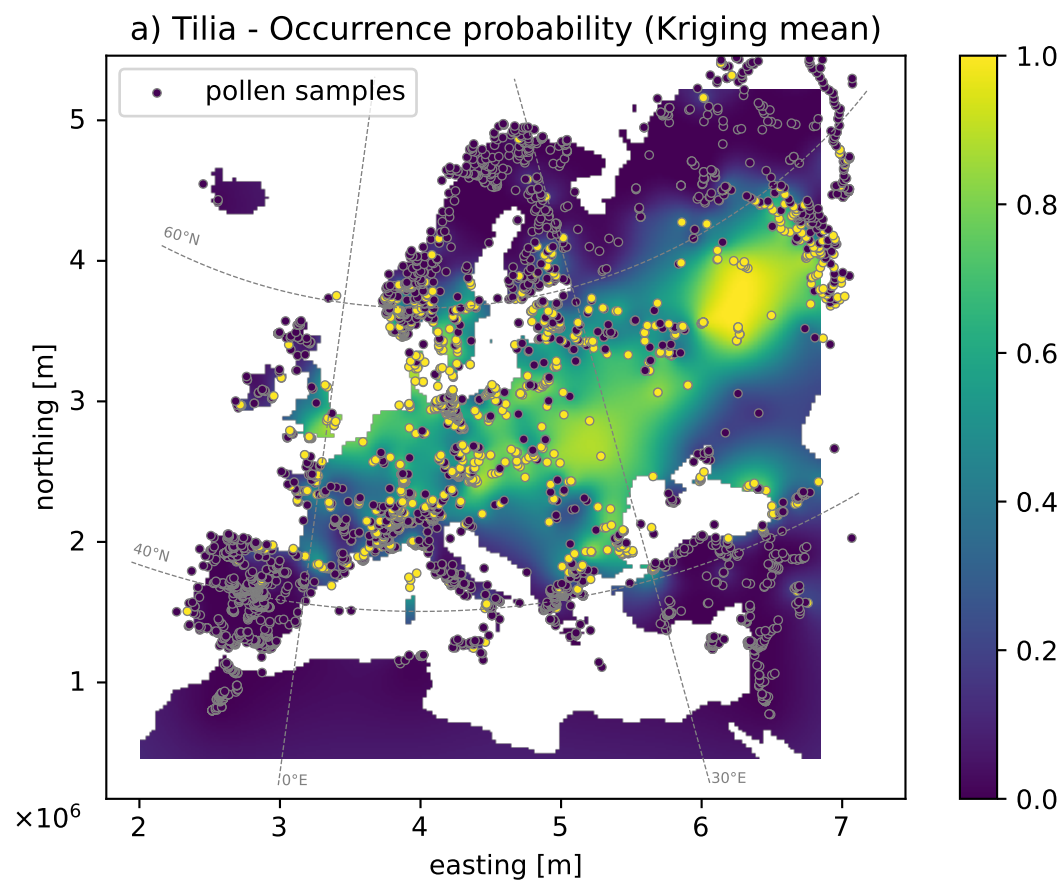 a) Tilia - Occurrence probability (Kriging mean)
pollen samples
1.0
0.8
0.6
0.4
0.2
0.0
5
4
3
2
1
northing [m]
60°N
40°N
0°E
30°E
×10⁶
2 3 4 5 6 7
easting [m]